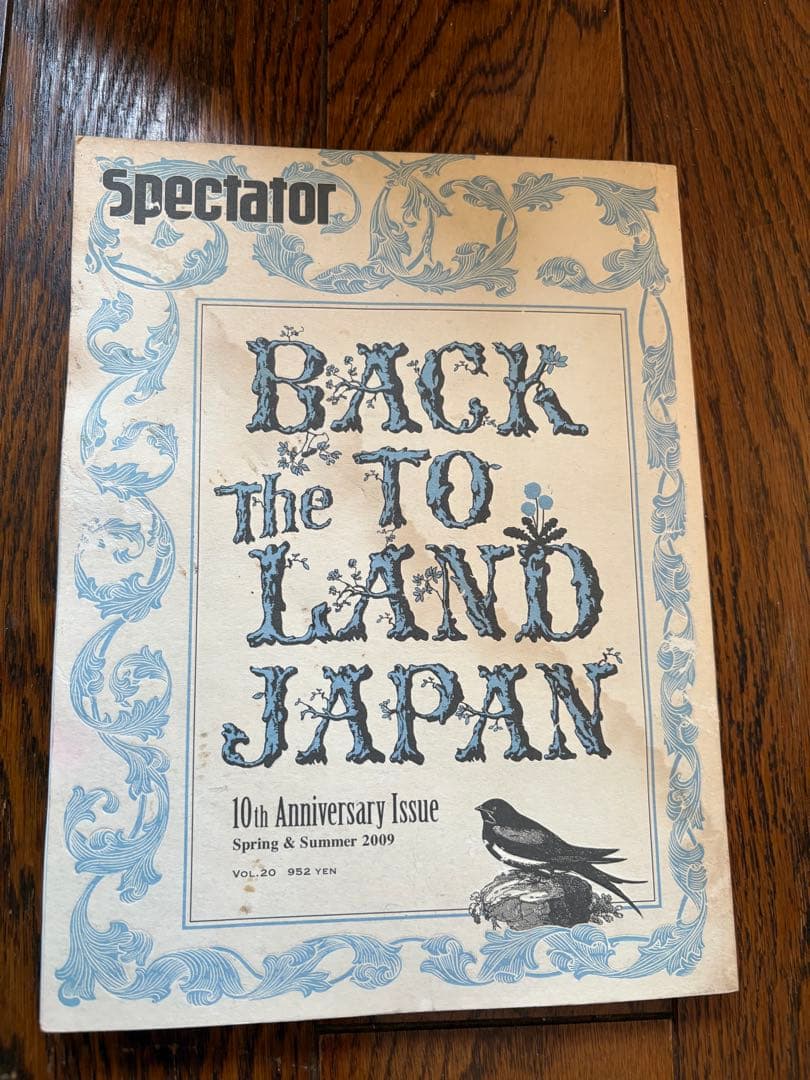 Spectator
BACK
The TO
LAND
JAPAN
10th Anniversary Issue
Spring & Summer 2009
VOL.20 952 YEN